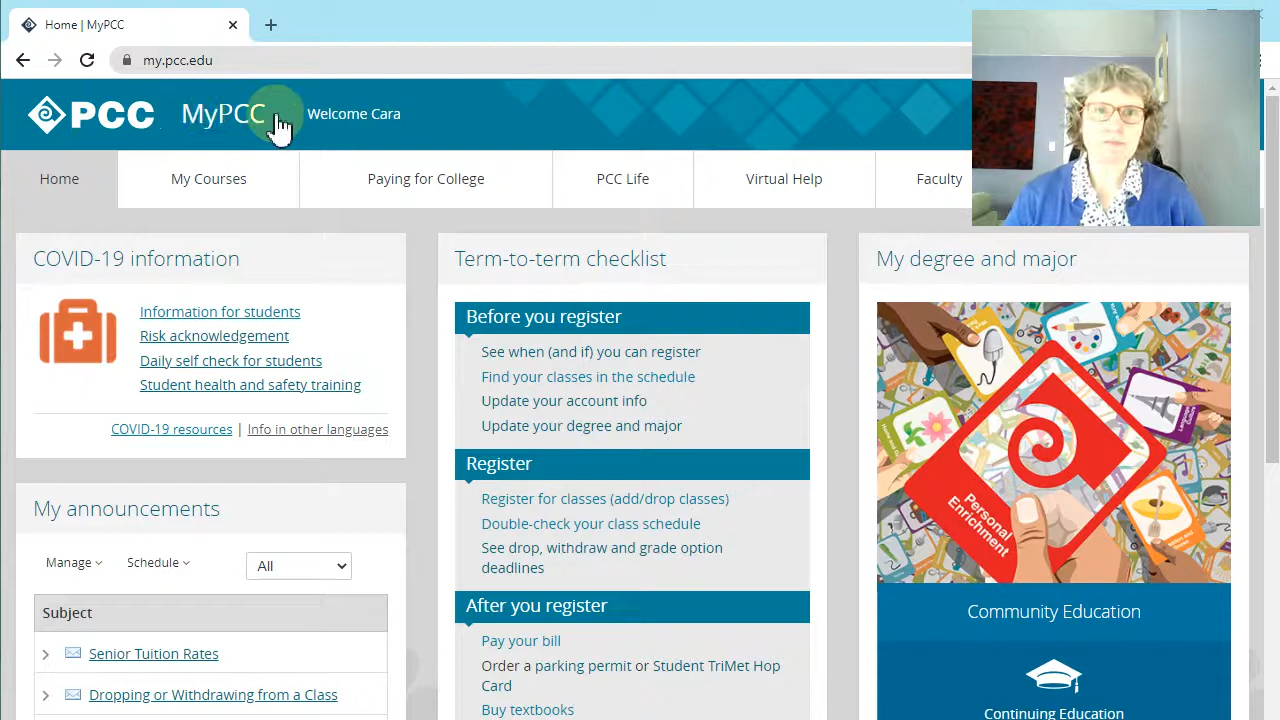 Home | MyPCC
my.pcc.edu
PCC
MyPCC
Welcome Cara
Home
My Courses
Paying for College
PCC Life
Virtual Help
Faculty
COVID-19 information
Information for students
Risk acknowledgement
Daily self check for students
Student health and safety training
COVID-19 resources | Info in other languages
My announcements
Manage
Schedule
All
Subject
Senior Tuition Rates
Dropping or Withdrawing from a Class
Term-to-term checklist
Before you register
See when (and if) you can register
Find your classes in the schedule
Update your account info
Update your degree and major
Register
Register for classes (add/drop classes)
Double-check your class schedule
See drop, withdraw and grade option
deadlines
After you register
Pay your bill
Order a parking permit or Student TriMet Hop
Card
Buy textbooks
My degree and major
Personal
Enrichment
Community Education
Continuing Education